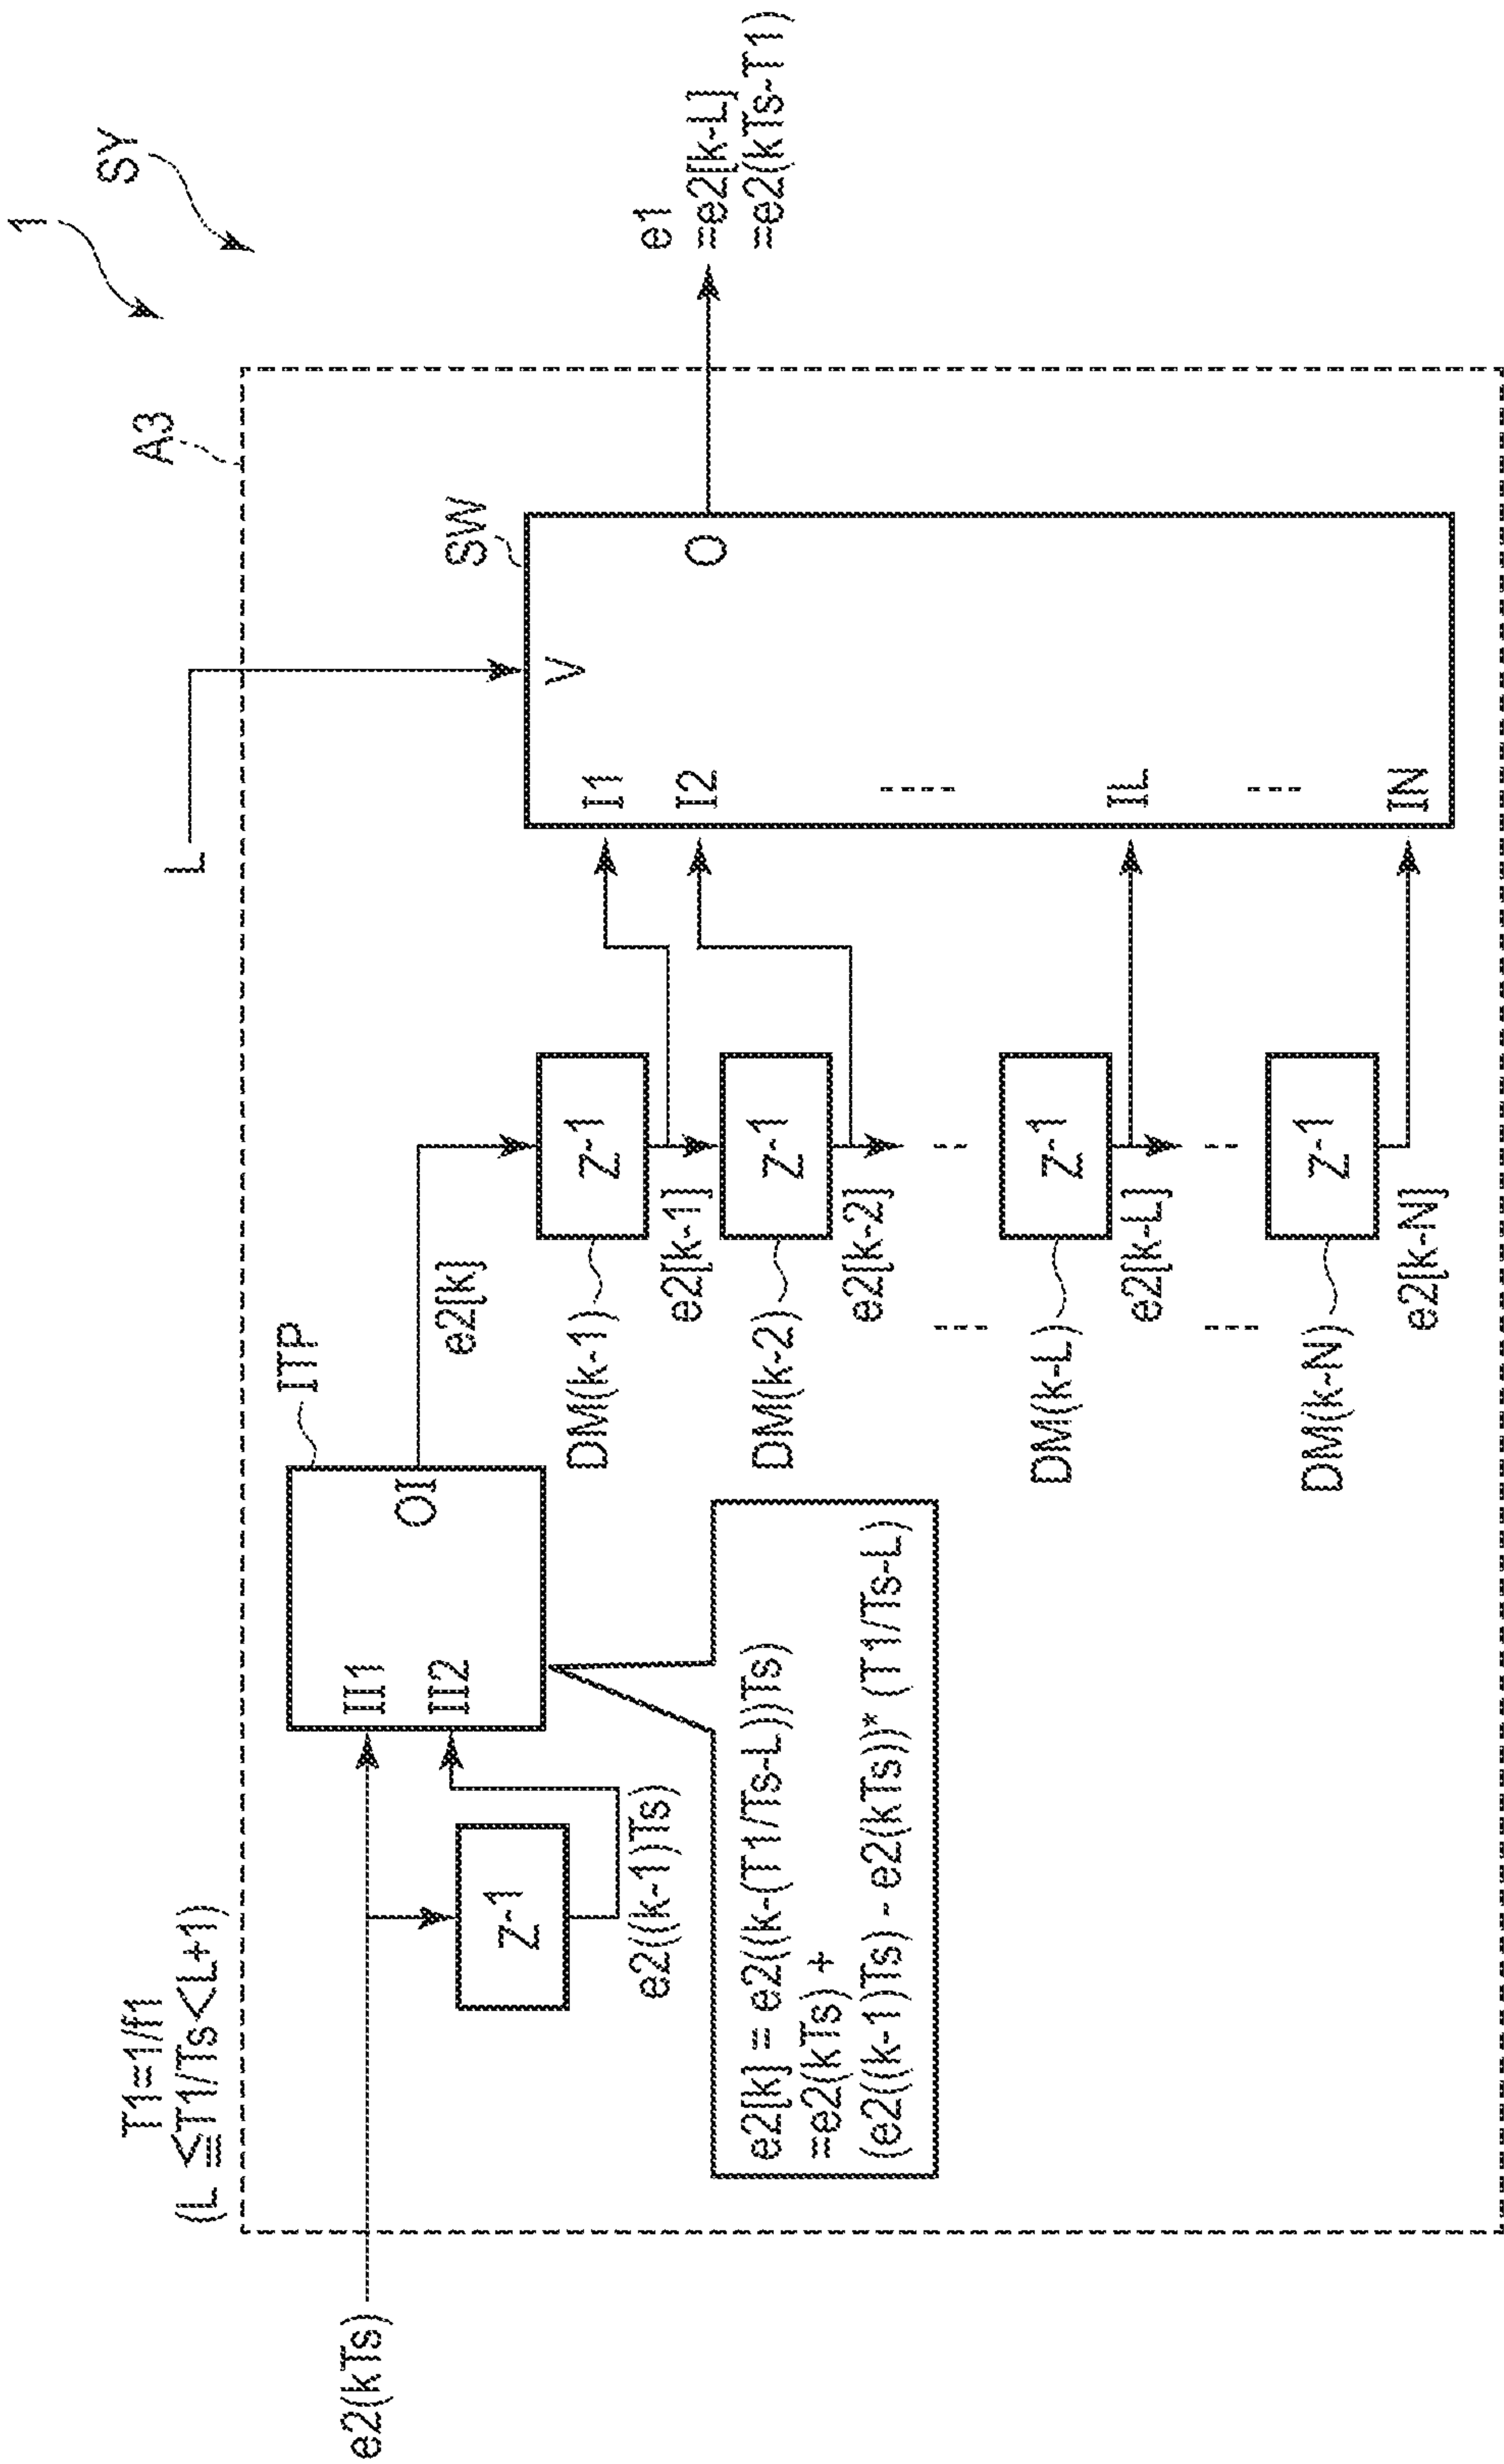 1
SY
T1=1/f1
(L ≦T1/Ts<L+1)
A3
L
e2(kTs)
Z-1
e2((k-1)Ts)
II1
II2
OI
ITP
e2[k] = e2((k-(T1/Ts-L))Ts)
=e2(kTs) +
(e2((k-1)Ts) - e2(kTs))* (T1/Ts-L)
e2[k]
DM(k-1)
Z-1
e2[k-1]
DM(k-2)
Z-1
e2[k-2]
DM(k-L)
Z-1
e2[k-L]
DM(k-N)
Z-1
e2[k-N]
SW
V
I1
I2
IL
IN
O
e1
=e2[k-L]
=e2(kTs-T1)